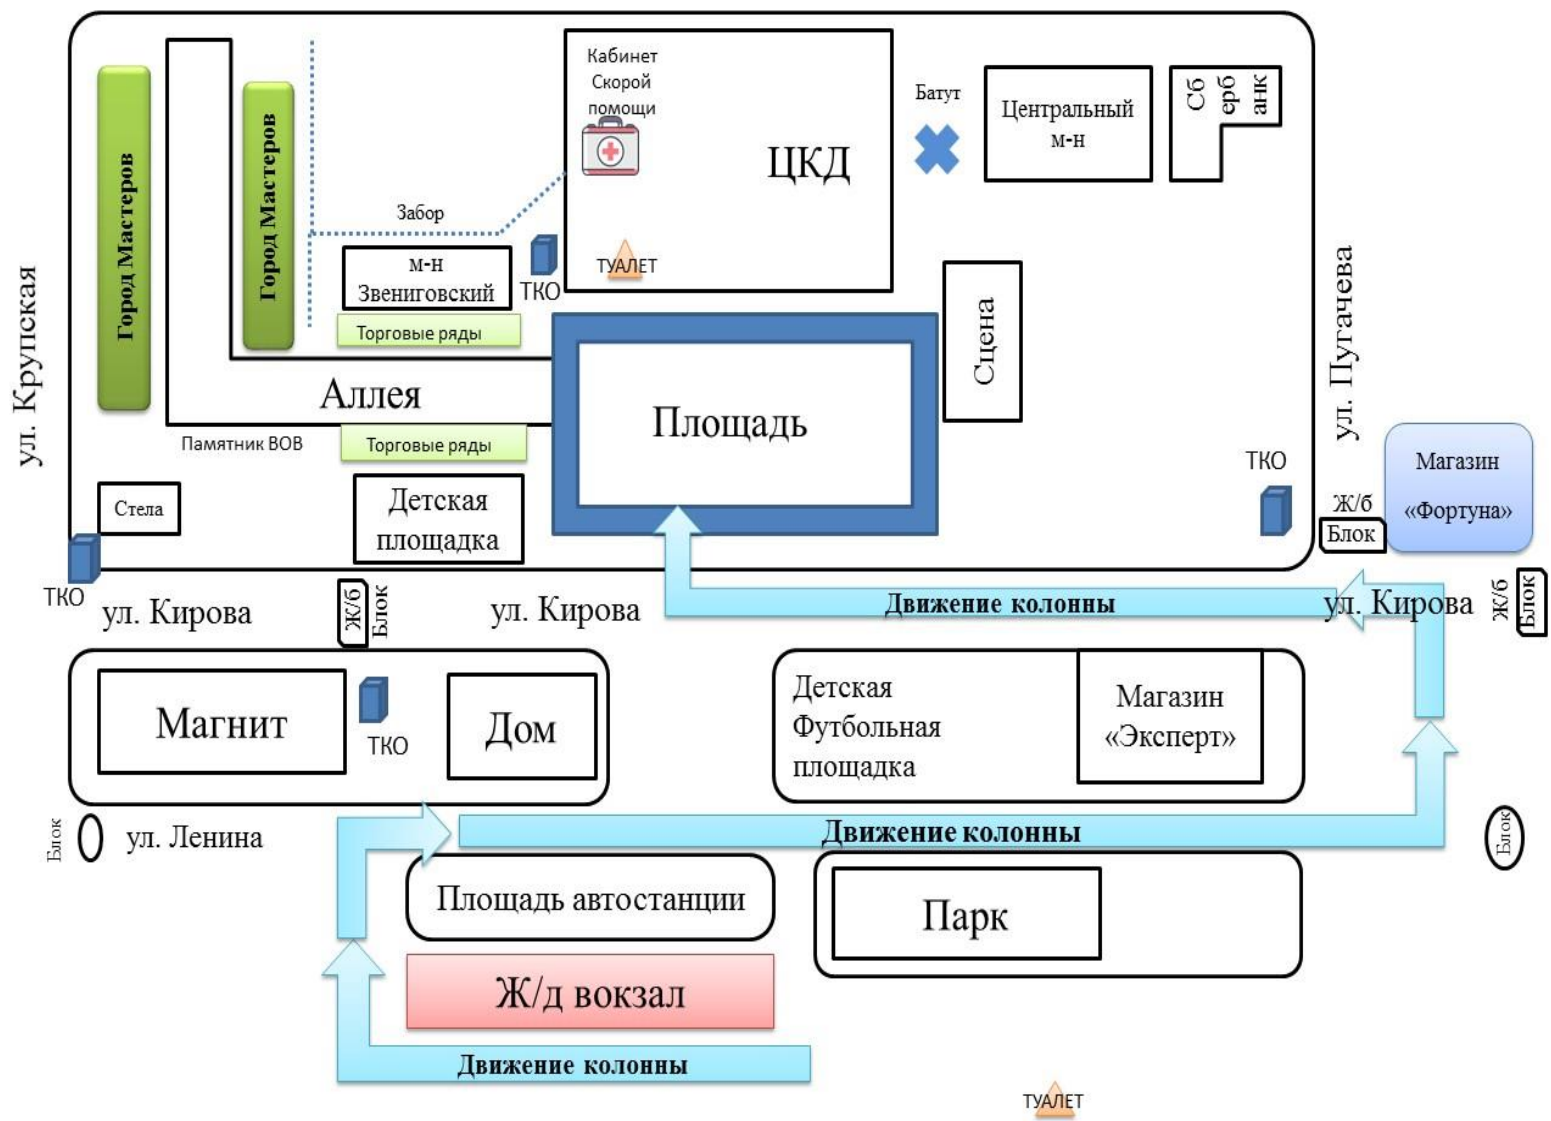 Кабинет
Скорой
помощи
ЦКД
Батут
Центральный
м-н
Сб
ерб
анк
Город Мастеров
Город Мастеров
Забор
м-н
Звениговский
ТКО
ТУАЛЕТ
Торговые ряды
Аллея
Площадь
Сцена
ул. Крупская
ул. Пугачева
Памятник ВОВ
Торговые ряды
Стела
Детская
площадка
ТКО
Ж/б
Блок
Магазин
«Фортуна»
ТКО
ул. Кирова
Ж/б
Блок
ул. Кирова
Движение колонны
ул. Кирова
Ж/б
Блок
Магнит
ТКО
Дом
Детская
Футбольная
площадка
Магазин
«Эксперт»
Блок
ул. Ленина
Движение колонны
Блок
Площадь автостанции
Парк
Ж/д вокзал
Движение колонны
ТУАЛЕТ